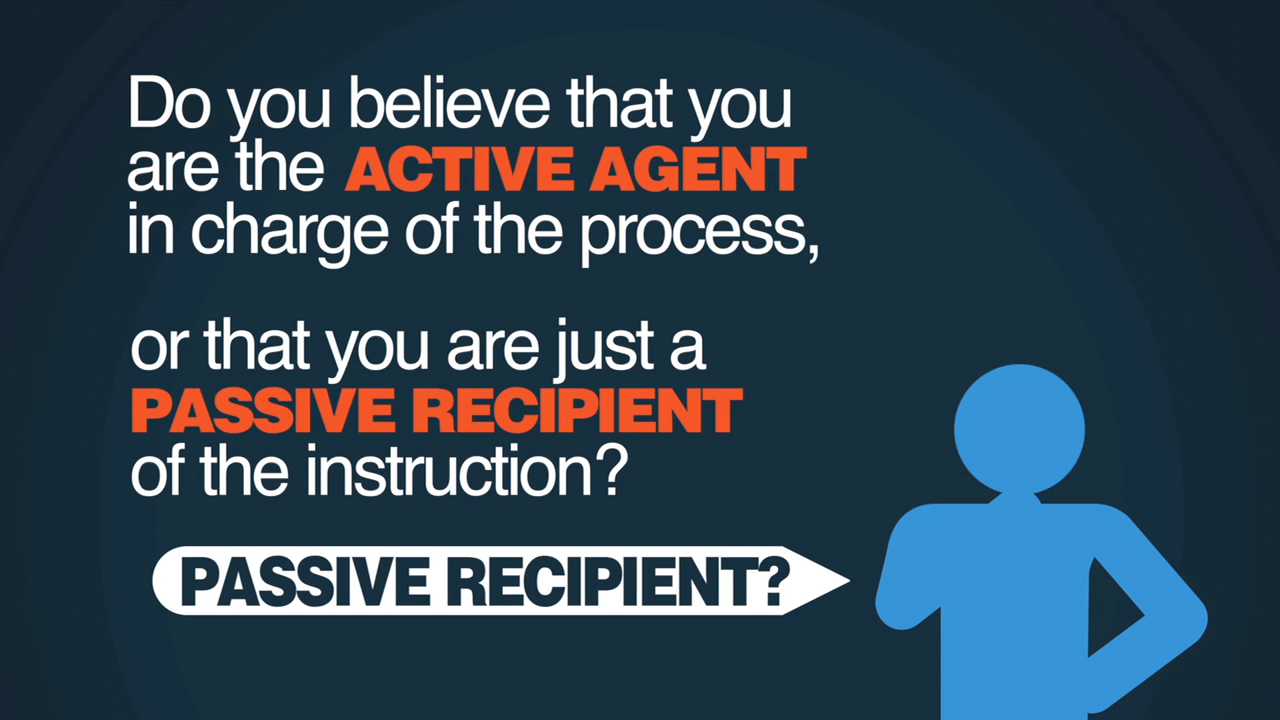 Do you believe that you
are the ACTIVE AGENT
in charge of the process,
or that you are just a
PASSIVE RECIPIENT
of the instruction?
PASSIVE RECIPIENT?